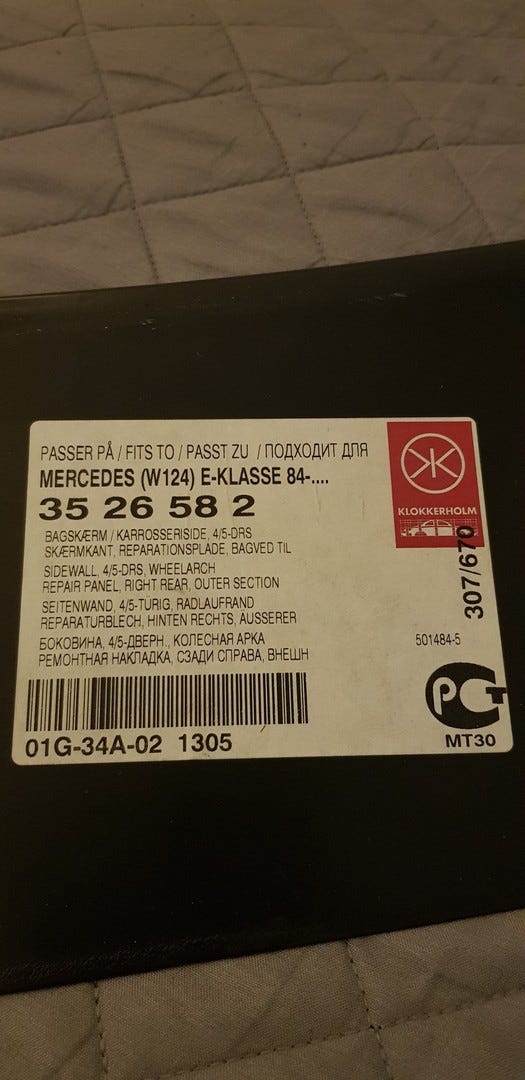 PASSER PÅ / FITS TO / PASST ZU / ПОДХОДИТ ДЛЯ
MERCEDES (W124) E-KLASSE 84-....
35 26 58 2
BAGSKÆRM / KARROSSERISIDE, 4/5-DRS
SKÆRMKANT, REPARATIONSPLADE, BAGVED TIL
SIDEWALL, 4/5-DRS, WHEELARCH
REPAIR PANEL, RIGHT REAR, OUTER SECTION
SEITENWAND, 4/5-TÜRIG, RADLAUFRAND
REPARATURBLECH, HINTEN RECHTS, ÄUSSERER
БОКОВИНА, 4/5-ДВЕРН., КОЛЕСНАЯ АРКА
РЕМОНТНАЯ НАКЛАДКА, СЗАДИ СПРАВА, ВНЕШН
01G-34A-02 1305
KLOKKERHOLM
307/670
501484-5
РСТ
MT30